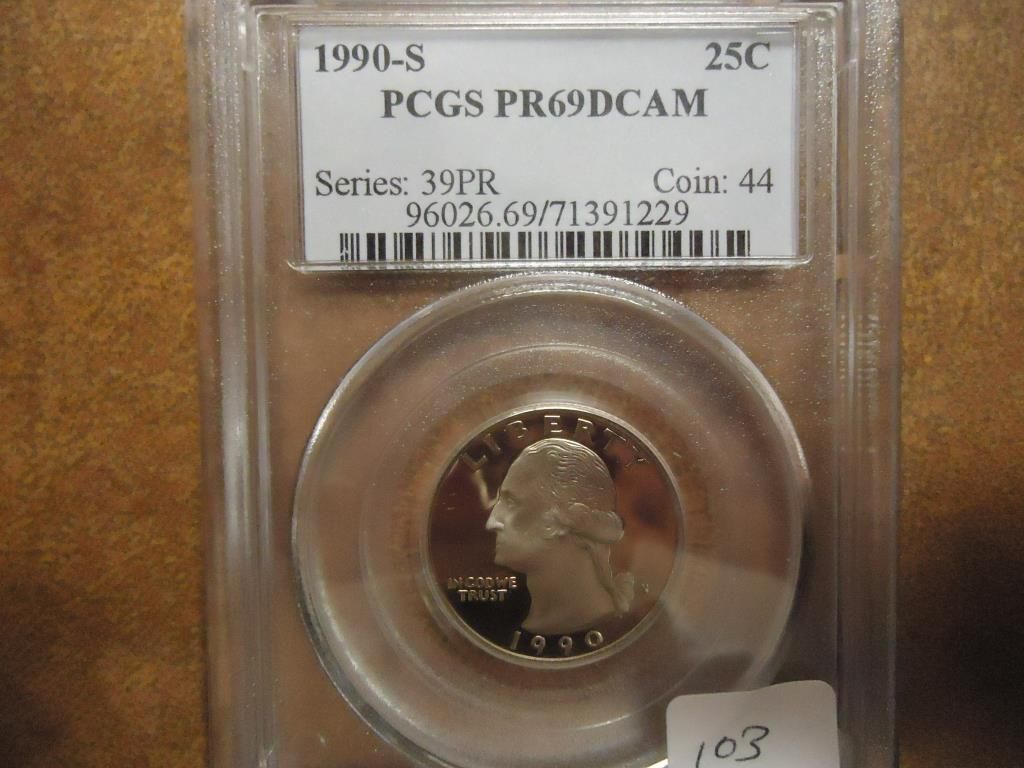 1990-S 25C
PCGS PR69DCAM
Series: 39PR Coin: 44
96026.69/71391229
LIBERTY
IN GOD WE
TRUST
1990
103